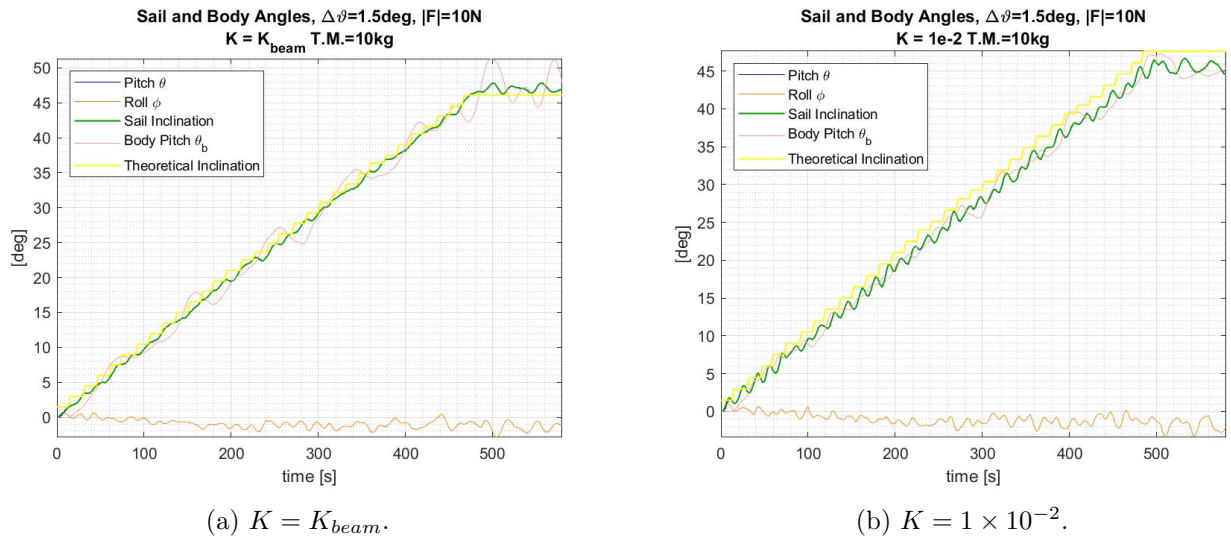 Sail and Body Angles, Δϑ=1.5deg, |F|=10N
K = K_beam T.M.=10kg
Pitch θ
Roll ϕ
Sail Inclination
Body Pitch θ_b
Theoretical Inclination
50
45
40
35
30
25
20
15
10
5
0
[deg]
0 100 200 300 400 500
time [s]
(a) K = K_beam.
Sail and Body Angles, Δϑ=1.5deg, |F|=10N
K = 1e-2 T.M.=10kg
Pitch θ
Roll ϕ
Sail Inclination
Body Pitch θ_b
Theoretical Inclination
45
40
35
30
25
20
15
10
5
0
[deg]
0 100 200 300 400 500
time [s]
(b) K = 1 × 10⁻².